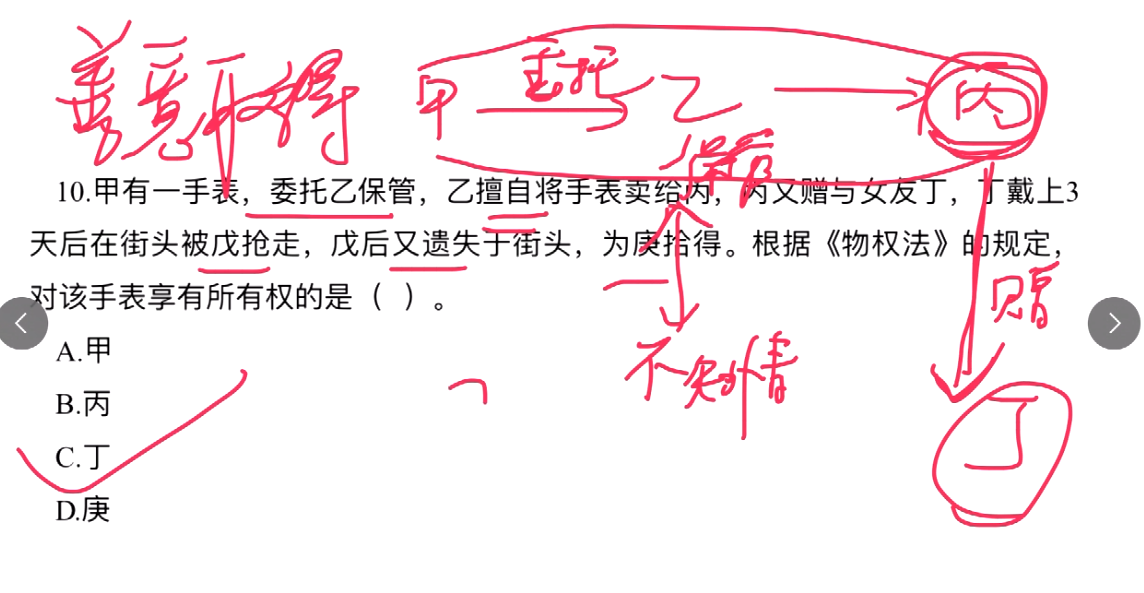 善意取得
甲 委托 乙 丙
保管
10.甲有一手表，委托乙保管，乙擅自将手表卖给丙，丙又赠与女友丁，丁戴上3
天后在街头被戊抢走，戊后又遗失于街头，为庚拾得。根据《物权法》的规定，
对该手表享有所有权的是（ ）。
赠
A.甲
不知情
B.丙
C.丁
丁
D.庚